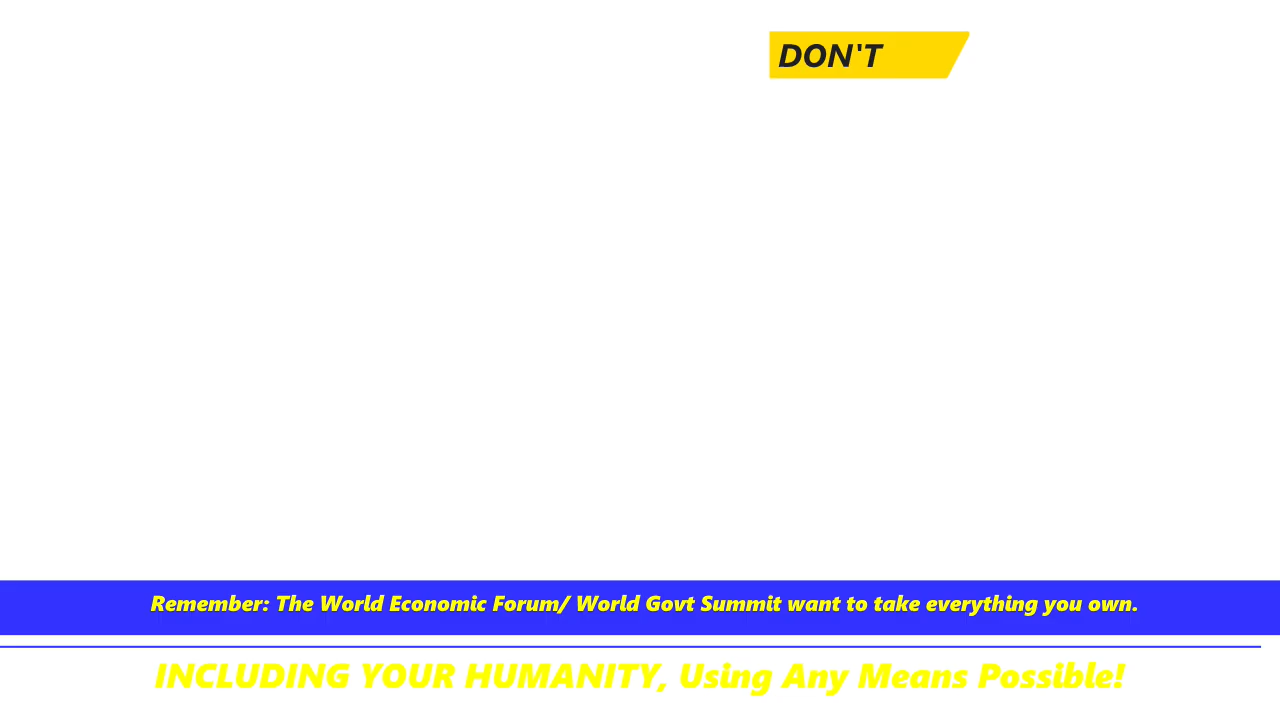 DON'T
Remember: The World Economic Forum/ World Govt Summit want to take everything you own.
INCLUDING YOUR HUMANITY, Using Any Means Possible!